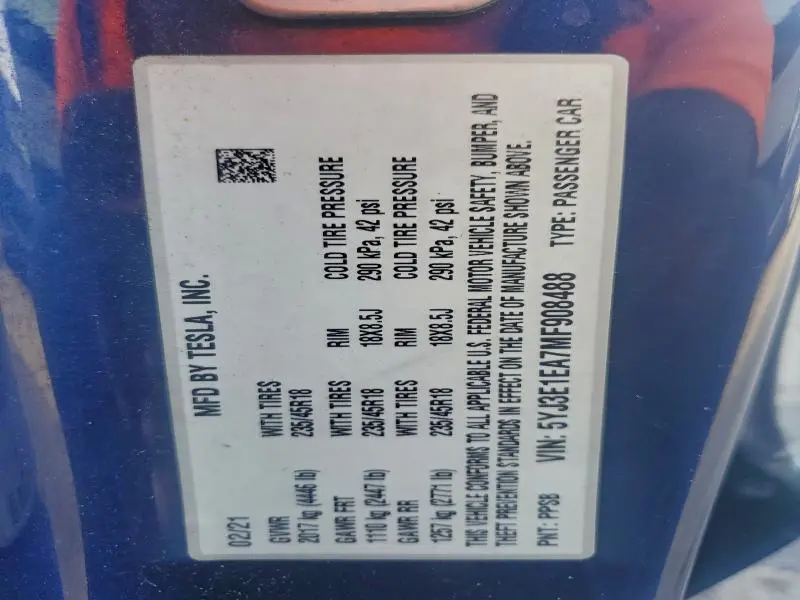 MFD BY TESLA, INC.
02/21
GVWR WITH TIRES
2017 kg (4446 lb) 235/45R18
GAWR FRT WITH TIRES RIM COLD TIRE PRESSURE
1110 kg (2447 lb) 235/45R18 18X8.5J 290 kPa, 42 psi
GAWR RR WITH TIRES RIM COLD TIRE PRESSURE
1257 kg (2771 lb) 235/45R18 18X8.5J 290 kPa, 42 psi
THIS VEHICLE CONFORMS TO ALL APPLICABLE U.S. FEDERAL MOTOR VEHICLE SAFETY, BUMPER, AND
THEFT PREVENTION STANDARDS IN EFFECT ON THE DATE OF MANUFACTURE SHOWN ABOVE.
PNT: PPSB VIN: 5YJ3E1EA7MF908488 TYPE: PASSENGER CAR